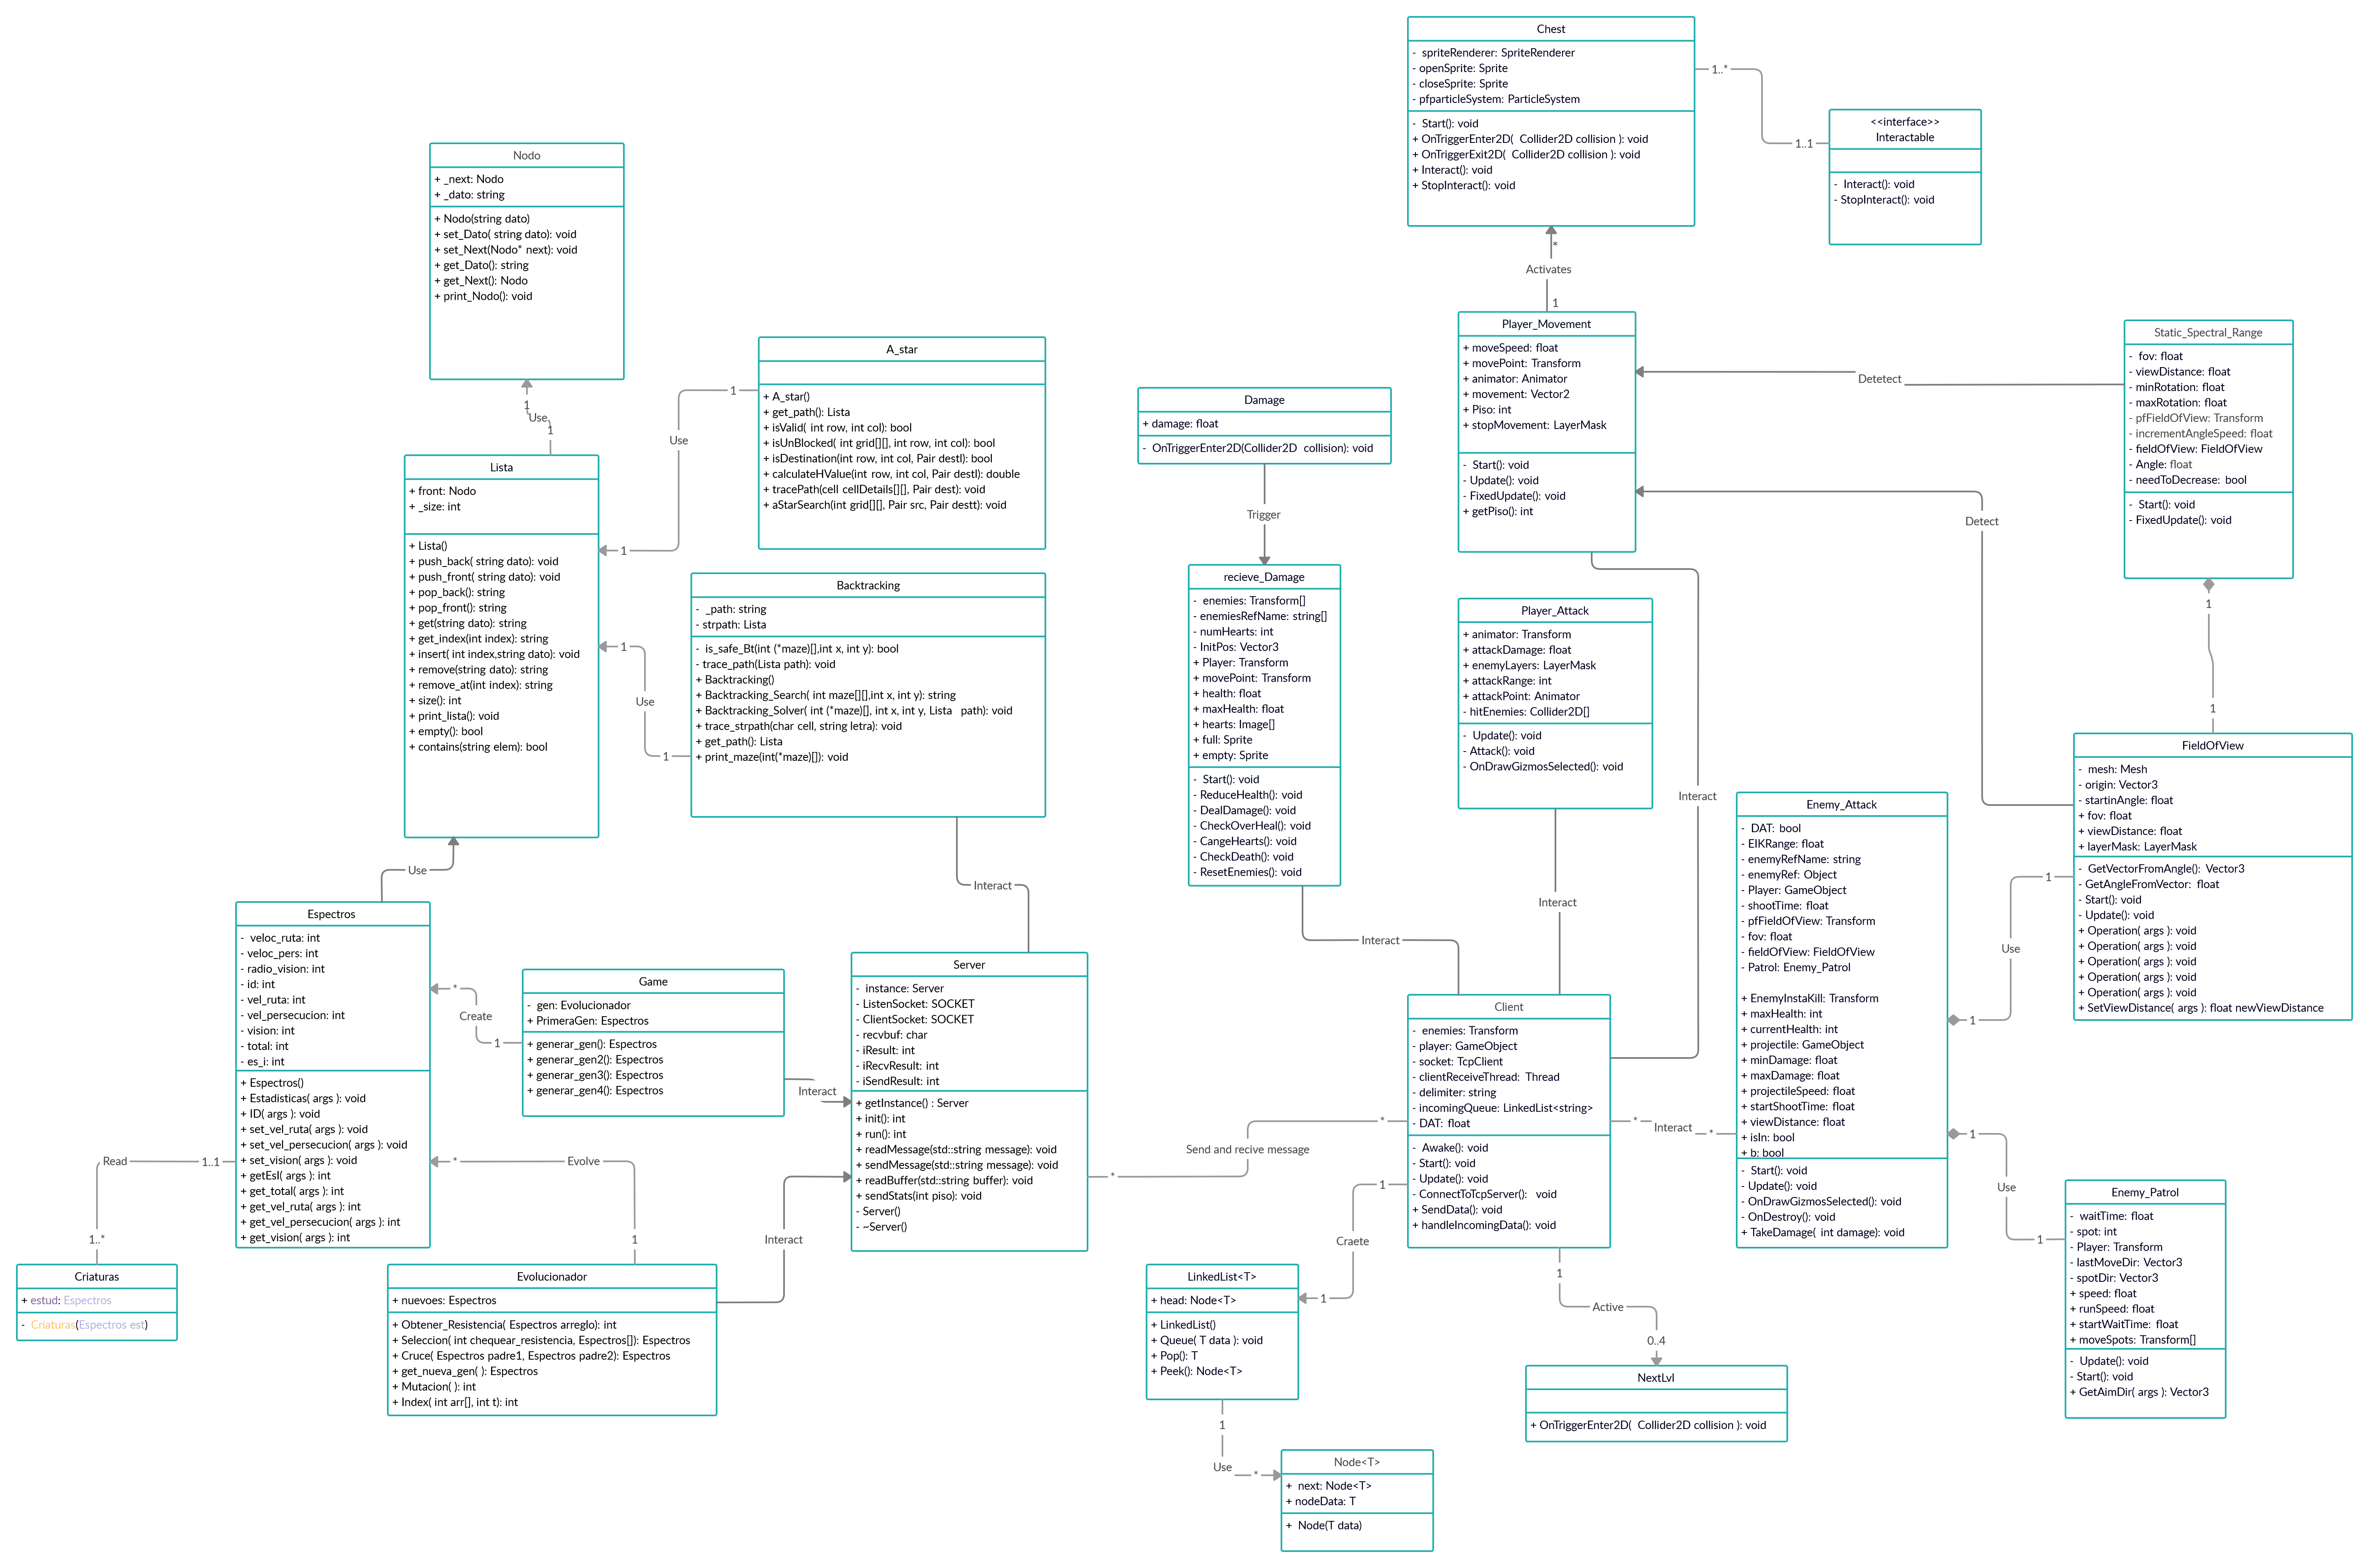 Chest
- spriteRenderer: SpriteRenderer
- openSprite: Sprite
- closeSprite: Sprite
- pfparticleSystem: ParticleSystem
- Start(): void
+ OnTriggerEnter2D( Collider2D collision ): void
+ OnTriggerExit2D( Collider2D collision ): void
+ Interact(): void
+ StopInteract(): void
1..*
1..1
<<interface>>
Interactable
- Interact(): void
- StopInteract(): void
*
Activates
1
Nodo
+ _next: Nodo
+ _dato: string
+ Nodo(string dato)
+ set_Dato( string dato): void
+ set_Next(Nodo* next): void
+ get_Dato(): string
+ get_Next(): Nodo
+ print_Nodo(): void
1
Use
1
A_star
+ A_star()
+ get_path(): Lista
+ isValid( int row, int col): bool
+ isUnBlocked( int grid[][], int row, int col): bool
+ isDestination(int row, int col, Pair destl): bool
+ calculateHValue(int row, int col, Pair destl): double
+ tracePath(cell cellDetails[][], Pair dest): void
+ aStarSearch(int grid[][], Pair src, Pair destt): void
1
Use
1
Lista
+ front: Nodo
+ _size: int
+ Lista()
+ push_back( string dato): void
+ push_front( string dato): void
+ pop_back(): string
+ pop_front(): string
+ get(string dato): string
+ get_index(int index): string
+ insert( int index,string dato): void
+ remove(string dato): string
+ remove_at(int index): string
+ size(): int
+ print_lista(): void
+ empty(): bool
+ contains(string elem): bool
Backtracking
- _path: string
- strpath: Lista
- is_safe_Bt(int (*maze)[],int x, int y): bool
- trace_path(Lista path): void
+ Backtracking()
+ Backtracking_Search( int maze[][],int x, int y): string
+ Backtracking_Solver( int (*maze)[], int x, int y, Lista path): void
+ trace_strpath(char cell, string letra): void
+ get_path(): Lista
+ print_maze(int(*maze)[]): void
1
Use
1
Damage
+ damage: float
- OnTriggerEnter2D(Collider2D collision): void
Trigger
recieve_Damage
- enemies: Transform[]
- enemiesRefName: string[]
- numHearts: int
- InitPos: Vector3
+ Player: Transform
+ movePoint: Transform
+ health: float
+ maxHealth: float
+ hearts: Image[]
+ full: Sprite
+ empty: Sprite
- Start(): void
- ReduceHealth(): void
- DealDamage(): void
- CheckOverHeal(): void
- CangeHearts(): void
- CheckDeath(): void
- ResetEnemies(): void
Interact
Player_Movement
+ moveSpeed: float
+ movePoint: Transform
+ animator: Animator
+ movement: Vector2
+ Piso: int
+ stopMovement: LayerMask
- Start(): void
- Update(): void
- FixedUpdate(): void
+ getPiso(): int
Detetect
Detect
Interact
Player_Attack
+ animator: Transform
+ attackDamage: float
+ enemyLayers: LayerMask
+ attackRange: int
+ attackPoint: Animator
- hitEnemies: Collider2D[]
- Update(): void
- Attack(): void
- OnDrawGizmosSelected(): void
Interact
Static_Spectral_Range
- fov: float
- viewDistance: float
- minRotation: float
- maxRotation: float
- pfFieldOfView: Transform
- incrementAngleSpeed: float
- fieldOfView: FieldOfView
- Angle: float
- needToDecrease: bool
- Start(): void
- FixedUpdate(): void
1
1
FieldOfView
- mesh: Mesh
- origin: Vector3
- startinAngle: float
+ fov: float
+ viewDistance: float
+ layerMask: LayerMask
- GetVectorFromAngle(): Vector3
- GetAngleFromVector: float
- Start(): void
- Update(): void
+ Operation( args ): void
+ Operation( args ): void
+ Operation( args ): void
+ Operation( args ): void
+ Operation( args ): void
+ SetViewDistance( args ): float newViewDistance
1
Use
1
Enemy_Attack
- DAT: bool
- EIKRange: float
- enemyRefName: string
- enemyRef: Object
- Player: GameObject
- shootTime: float
- pfFieldOfView: Transform
- fov: float
- fieldOfView: FieldOfView
- Patrol: Enemy_Patrol
+ EnemyInstaKill: Transform
+ maxHealth: int
+ currentHealth: int
+ projectile: GameObject
+ minDamage: float
+ maxDamage: float
+ projectileSpeed: float
+ startShootTime: float
+ viewDistance: float
+ isIn: bool
+ b: bool
- Start(): void
- Update(): void
- OnDrawGizmosSelected(): void
- OnDestroy(): void
+ TakeDamage( int damage): void
1
Use
1
Enemy_Patrol
- waitTime: float
- spot: int
- Player: Transform
- lastMoveDir: Vector3
- spotDir: Vector3
+ speed: float
+ runSpeed: float
+ startWaitTime: float
+ moveSpots: Transform[]
- Update(): void
- Start(): void
+ GetAimDir( args ): Vector3
Use
Espectros
- veloc_ruta: int
- veloc_pers: int
- radio_vision: int
- id: int
- vel_ruta: int
- vel_persecucion: int
- vision: int
- total: int
- es_i: int
+ Espectros()
+ Estadisticas( args ): void
+ ID( args ): void
+ set_vel_ruta( args ): void
+ set_vel_persecucion( args ): void
+ set_vision( args ): void
+ getEsI( args ): int
+ get_total( args ): int
+ get_vel_ruta( args ): int
+ get_vel_persecucion( args ): int
+ get_vision( args ): int
Read
1..1
1..*
Criaturas
+ estud: Espectros
- Criaturas(Espectros est)
*
Create
1
Game
- gen: Evolucionador
+ PrimeraGen: Espectros
+ generar_gen(): Espectros
+ generar_gen2(): Espectros
+ generar_gen3(): Espectros
+ generar_gen4(): Espectros
Interact
*
Evolve
1
Evolucionador
+ nuevoes: Espectros
+ Obtener_Resistencia( Espectros arreglo): int
+ Seleccion( int chequear_resistencia, Espectros[]): Espectros
+ Cruce( Espectros padre1, Espectros padre2): Espectros
+ get_nueva_gen( ): Espectros
+ Mutacion( ): int
+ Index( int arr[], int t): int
Interact
Interact
Server
- instance: Server
- ListenSocket: SOCKET
- ClientSocket: SOCKET
- recvbuf: char
- iResult: int
- iRecvResult: int
- iSendResult: int
+ getInstance() : Server
+ init(): int
+ run(): int
+ readMessage(std::string message): void
+ sendMessage(std::string message): void
+ readBuffer(std::string buffer): void
+ sendStats(int piso): void
- Server()
- ~Server()
*
Send and recive message
*
Client
- enemies: Transform
- player: GameObject
- socket: TcpClient
- clientReceiveThread: Thread
- delimiter: string
- incomingQueue: LinkedList<string>
- DAT: float
- Awake(): void
- Start(): void
- Update(): void
- ConnectToTcpServer(): void
+ SendData(): void
+ handleIncomingData(): void
*
Interact
*
1
Craete
1
LinkedList<T>
+ head: Node<T>
+ LinkedList()
+ Queue( T data ): void
+ Pop(): T
+ Peek(): Node<T>
1
Use
*
Node<T>
+ next: Node<T>
+ nodeData: T
+ Node(T data)
1
Active
0..4
NextLvl
+ OnTriggerEnter2D( Collider2D collision ): void